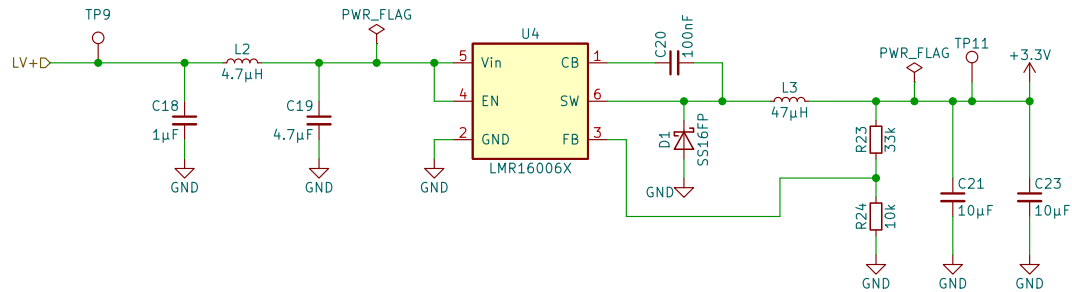 TP9
PWR_FLAG
LV+
L2
4.7µH
C18
1µF
GND
C19
4.7µF
GND
GND
U4
5
Vin
4
EN
2
GND
CB
1
SW
6
FB
3
LMR16006X
C20
100nF
D1
SS16FP
GND
L3
47µH
PWR_FLAG
TP11
+3.3V
R23
33k
R24
10k
GND
C21
10µF
GND
C23
10µF
GND